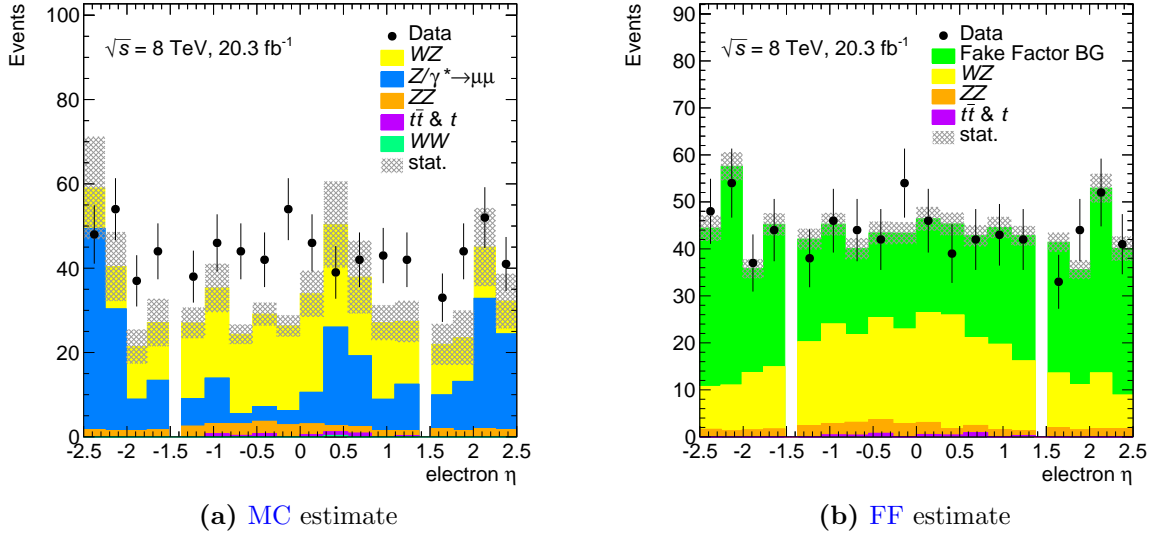 Events
100
80
60
40
20
0
√s = 8 TeV, 20.3 fb⁻¹
Data
WZ
Z/γ*→μμ
ZZ
tt̄ & t
WW
stat.
-2.5 -2 -1.5 -1 -0.5 0 0.5 1 1.5 2 2.5
electron η
(a) MC estimate
Events
90
80
70
60
50
40
30
20
10
0
√s = 8 TeV, 20.3 fb⁻¹
Data
Fake Factor BG
WZ
ZZ
tt̄ & t
stat.
-2.5 -2 -1.5 -1 -0.5 0 0.5 1 1.5 2 2.5
electron η
(b) FF estimate